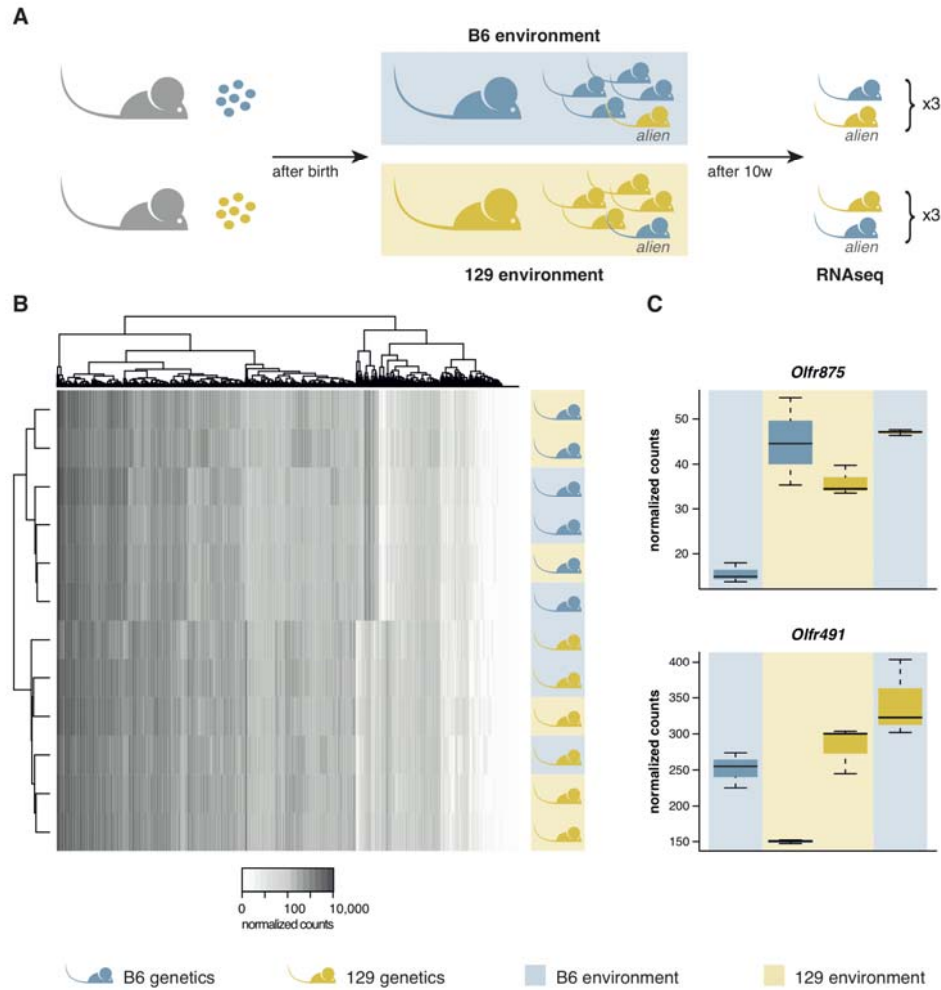 A
B6 environment
alien
after birth
129 environment
alien
after 10w
alien
x3
alien
x3
RNAseq
B
0 100 10,000
normalized counts
C
Olfr875
normalized counts
50
40
30
20
Olfr491
normalized counts
400
350
300
250
200
150
B6 genetics 129 genetics B6 environment 129 environment